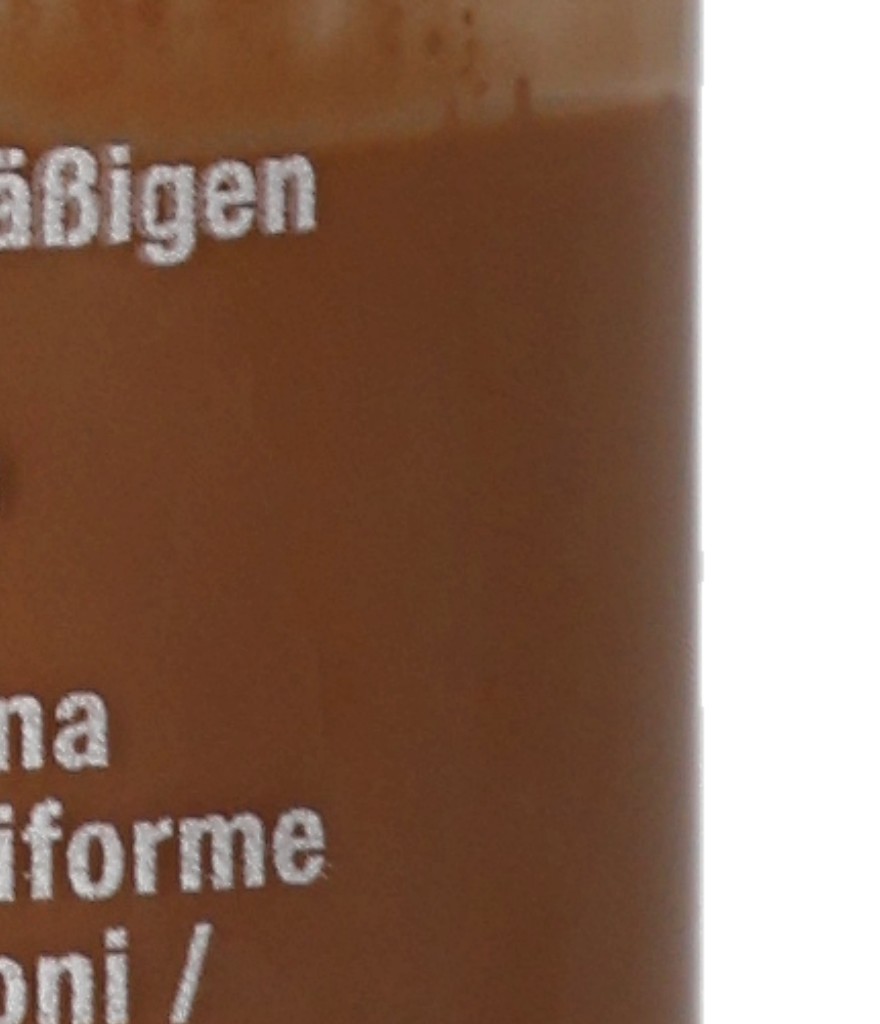 äßigen
na
iforme
oni /